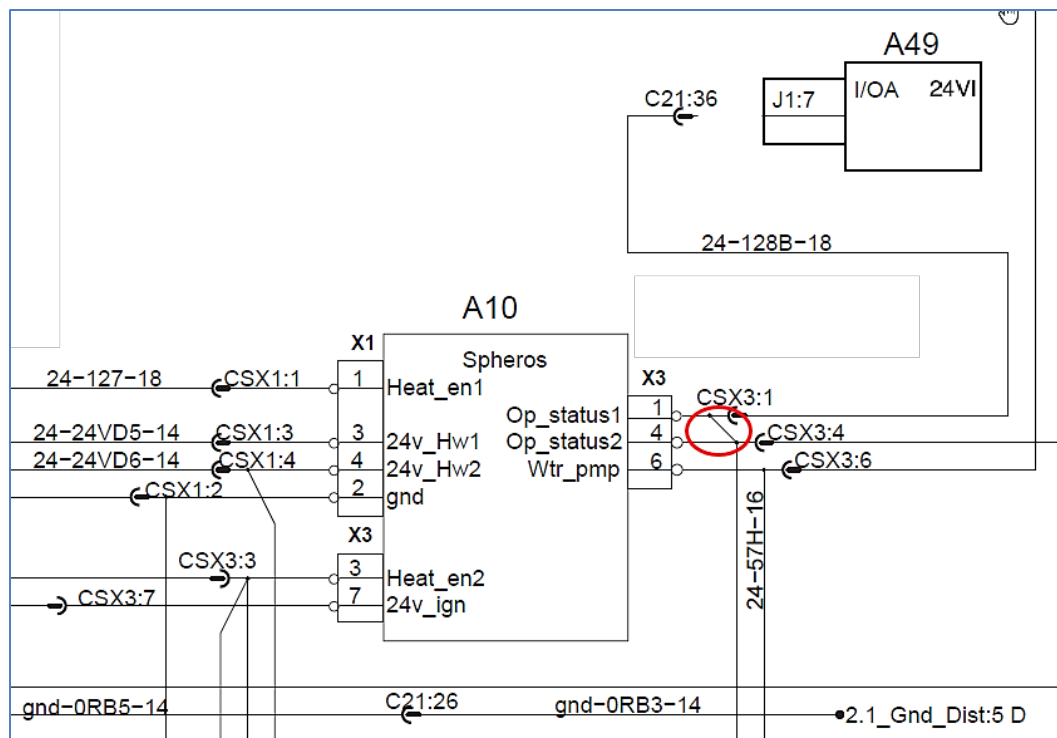 A49
C21:36
J1:7
I/OA 24VI
24-128B-18
A10
X1
Spheros
X3
24-127-18
CSX1:1
1
Heat_en1
CSX3:1
Op_status1
1
24-24VD5-14
CSX1:3
3
24v_Hw1
Op_status2
4
CSX3:4
24-24VD6-14
CSX1:4
4
24v_Hw2
Wtr_pmp
6
CSX3:6
CSX1:2
2
gnd
24-57H-16
X3
CSX3:3
3
Heat_en2
CSX3:7
7
24v_ign
gnd-0RB5-14
C21:26
gnd-0RB3-14
2.1_Gnd_Dist:5 D